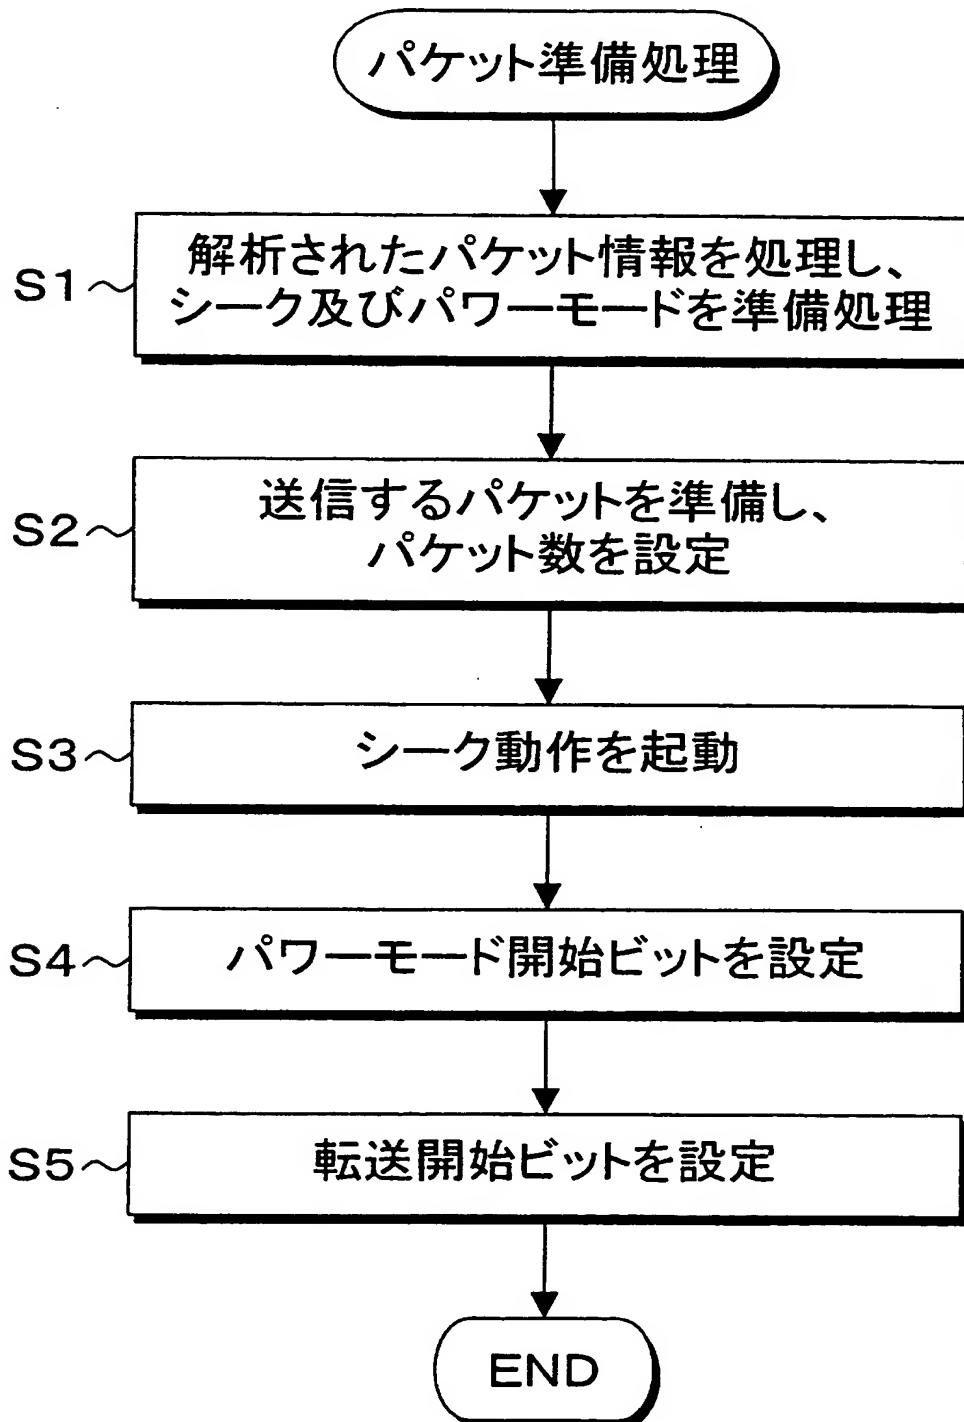 パケット準備処理
S1
解析されたパケット情報を処理し、
シーク及びパワーモードを準備処理
S2
送信するパケットを準備し、
パケット数を設定
S3
シーク動作を起動
S4
パワーモード開始ビットを設定
S5
転送開始ビットを設定
END